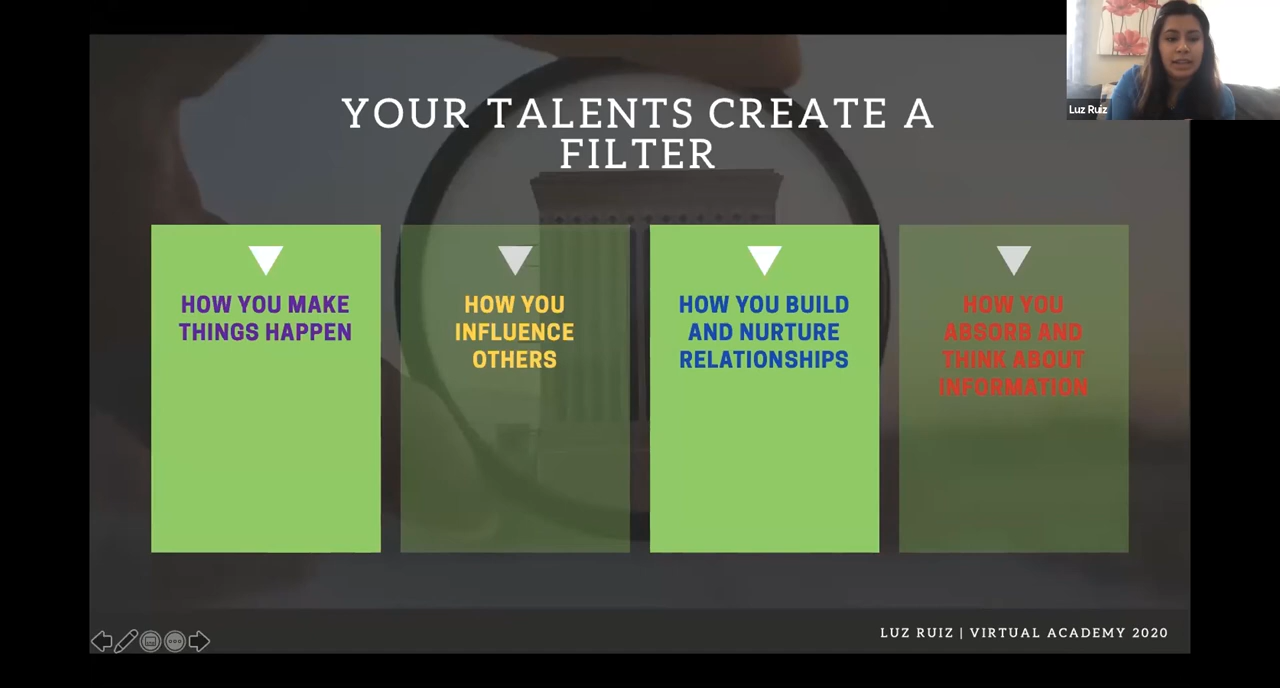 Luz Ruiz
YOUR TALENTS CREATE A
FILTER
HOW YOU MAKE
THINGS HAPPEN
HOW YOU
INFLUENCE
OTHERS
HOW YOU BUILD
AND NURTURE
RELATIONSHIPS
HOW YOU
ABSORB AND
THINK ABOUT
INFORMATION
LUZ RUIZ | VIRTUAL ACADEMY 2020